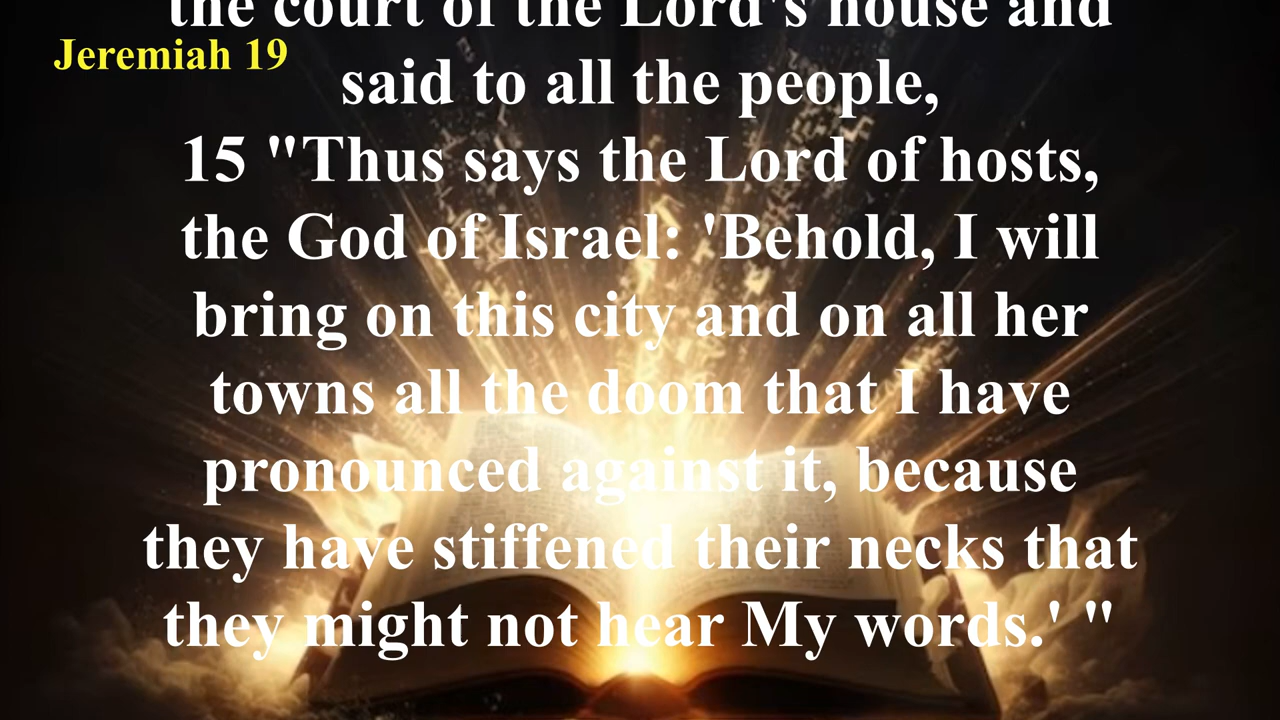 the court of the Lord's house and
Jeremiah 19
said to all the people,
15 "Thus says the Lord of hosts,
the God of Israel: 'Behold, I will
bring on this city and on all her
towns all the doom that I have
pronounced against it, because
they have stiffened their necks that
they might not hear My words.' "